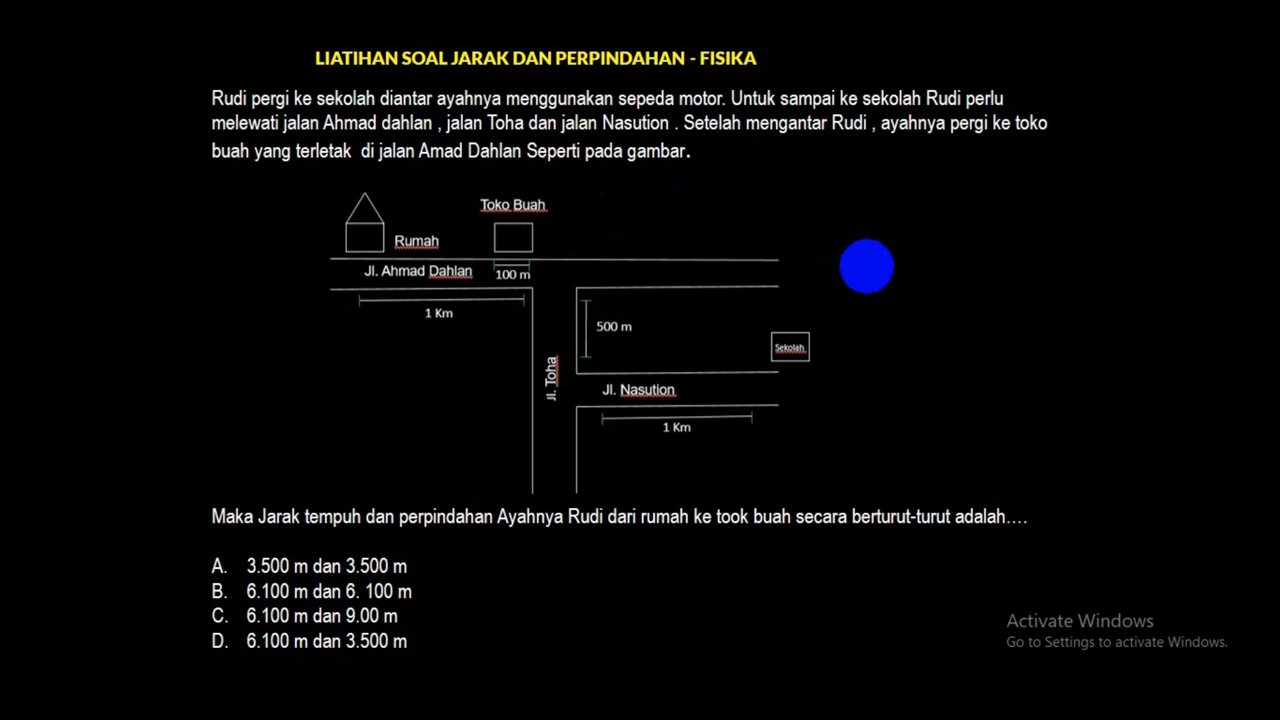 LIATIHAN SOAL JARAK DAN PERPINDAHAN - FISIKA
Rudi pergi ke sekolah diantar ayahnya menggunakan sepeda motor. Untuk sampai ke sekolah Rudi perlu
melewati jalan Ahmad dahlan , jalan Toha dan jalan Nasution . Setelah mengantar Rudi , ayahnya pergi ke toko
buah yang terletak di jalan Amad Dahlan Seperti pada gambar.
Toko Buah
Rumah
Jl. Ahmad Dahlan
100 m
1 Km
500 m
Sekolah
Jl. Toha
Jl. Nasution
1 Km
Maka Jarak tempuh dan perpindahan Ayahnya Rudi dari rumah ke took buah secara berturut-turut adalah….
A. 3.500 m dan 3.500 m
B. 6.100 m dan 6. 100 m
C. 6.100 m dan 9.00 m
D. 6.100 m dan 3.500 m
Activate Windows
Go to Settings to activate Windows.